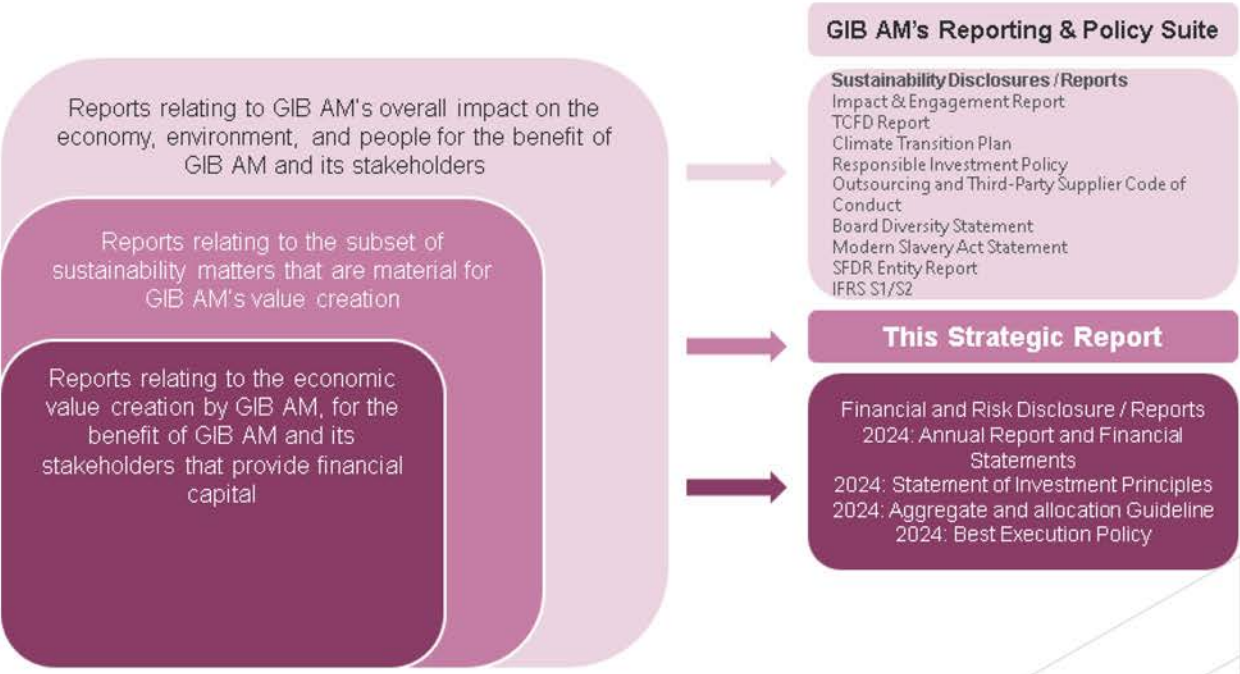 GIB AM's Reporting & Policy Suite
Reports relating to GIB AM's overall impact on the
economy, environment, and people for the benefit of
GIB AM and its stakeholders
Sustainability Disclosures / Reports
Impact & Engagement Report
TCFD Report
Climate Transition Plan
Responsible Investment Policy
Outsourcing and Third-Party Supplier Code of
Conduct
Board Diversity Statement
Modern Slavery Act Statement
SFDR Entity Report
IFRS S1/S2
Reports relating to the subset of
sustainability matters that are material for
GIB AM's value creation
This Strategic Report
Reports relating to the economic
value creation by GIB AM, for the
benefit of GIB AM and its
stakeholders that provide financial
capital
Financial and Risk Disclosure / Reports
2024: Annual Report and Financial
Statements
2024: Statement of Investment Principles
2024: Aggregate and allocation Guideline
2024: Best Execution Policy